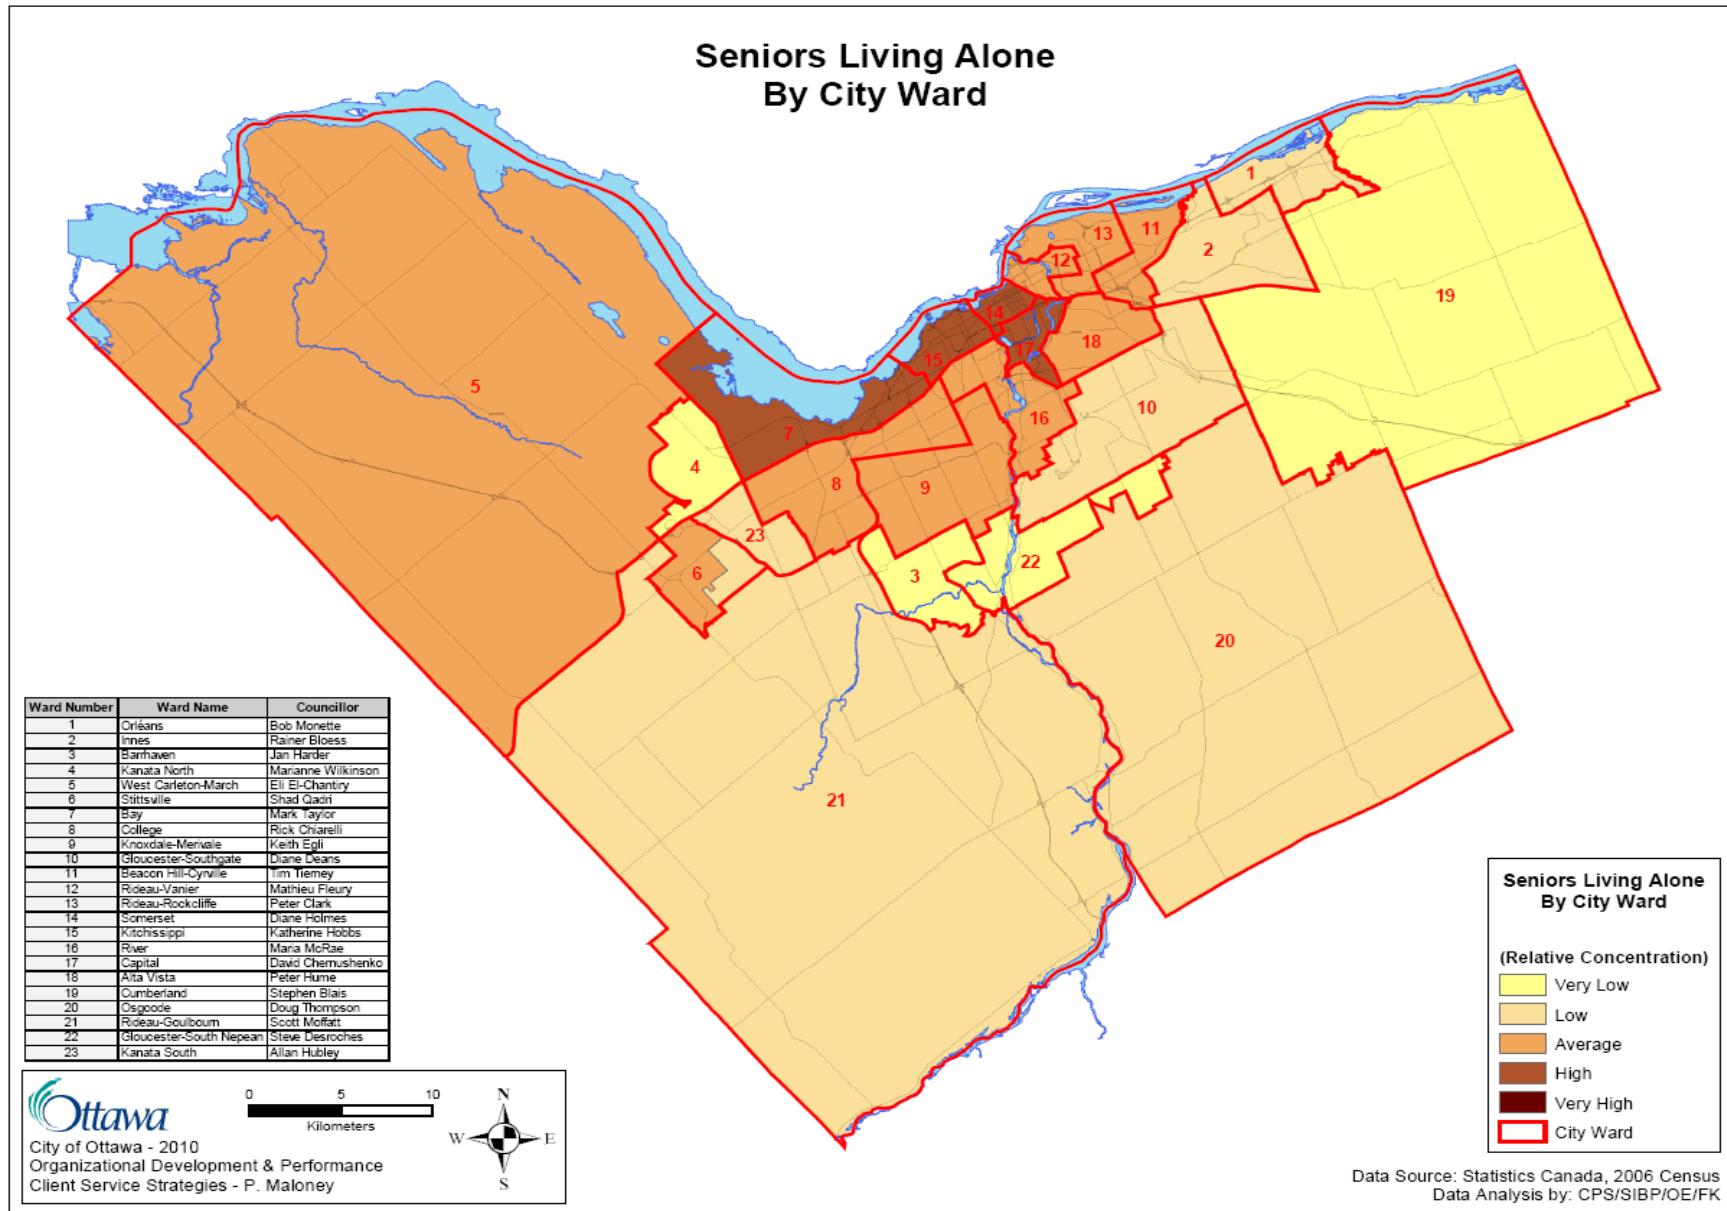 Seniors Living Alone
By City Ward
1
2
3
4
5
6
7
8
9
10
11
12
13
14
15
16
17
18
19
20
21
22
23
Ward Number Ward Name Councillor
1 Orléans Bob Monette
2 Innes Rainer Bloess
3 Barrhaven Jan Harder
4 Kanata North Marianne Wilkinson
5 West Carleton-March Eli El-Chantiry
6 Stittsville Shad Qadri
7 Bay Mark Taylor
8 College Rick Chiarelli
9 Knoxdale-Merivale Keith Egli
10 Gloucester-Southgate Diane Deans
11 Beacon Hill-Cyrville Tim Tierney
12 Rideau-Vanier Mathieu Fleury
13 Rideau-Rockcliffe Peter Clark
14 Somerset Diane Holmes
15 Kitchissippi Katherine Hobbs
16 River Maria McRae
17 Capital David Chernushenko
18 Alta Vista Peter Hume
19 Cumberland Stephen Blais
20 Osgoode Doug Thompson
21 Rideau-Goulbourn Scott Moffatt
22 Gloucester-South Nepean Steve Desroches
23 Kanata South Allan Hubley
Seniors Living Alone
By City Ward
(Relative Concentration)
Very Low
Low
Average
High
Very High
City Ward
Ottawa
0 5 10
Kilometers
N
W E
S
City of Ottawa - 2010
Organizational Development & Performance
Client Service Strategies - P. Maloney
Data Source: Statistics Canada, 2006 Census
Data Analysis by: CPS/SIBP/OE/FK